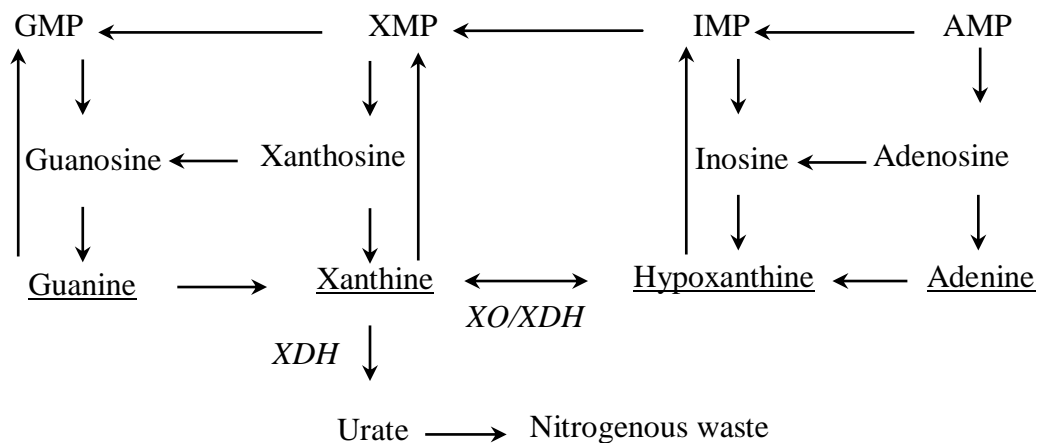 GMP XMP IMP AMP
Guanosine Xanthosine Inosine Adenosine
Guanine Xanthine Hypoxanthine Adenine
XO/XDH
XDH
Urate Nitrogenous waste